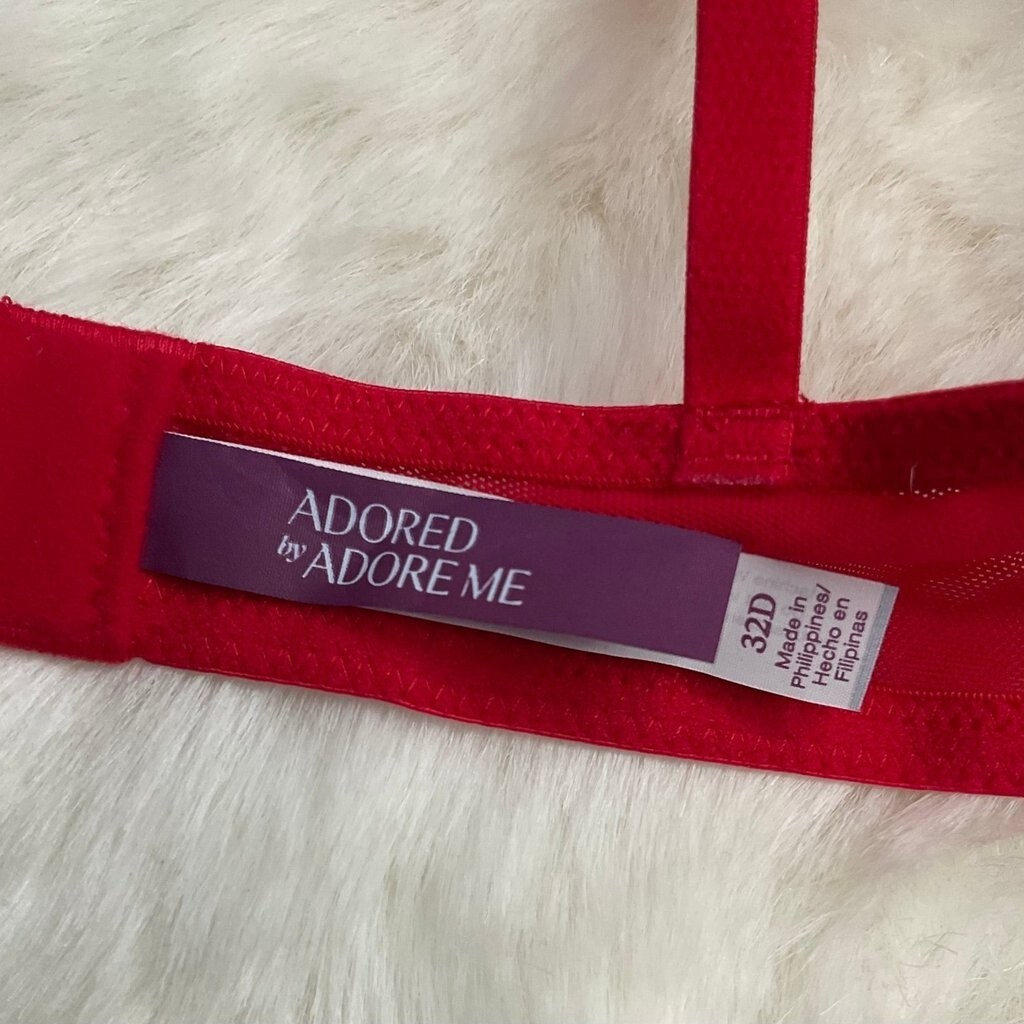 ADORED
by ADORE ME
32D
Made in
Philippines/
Hecho en
Filipinas